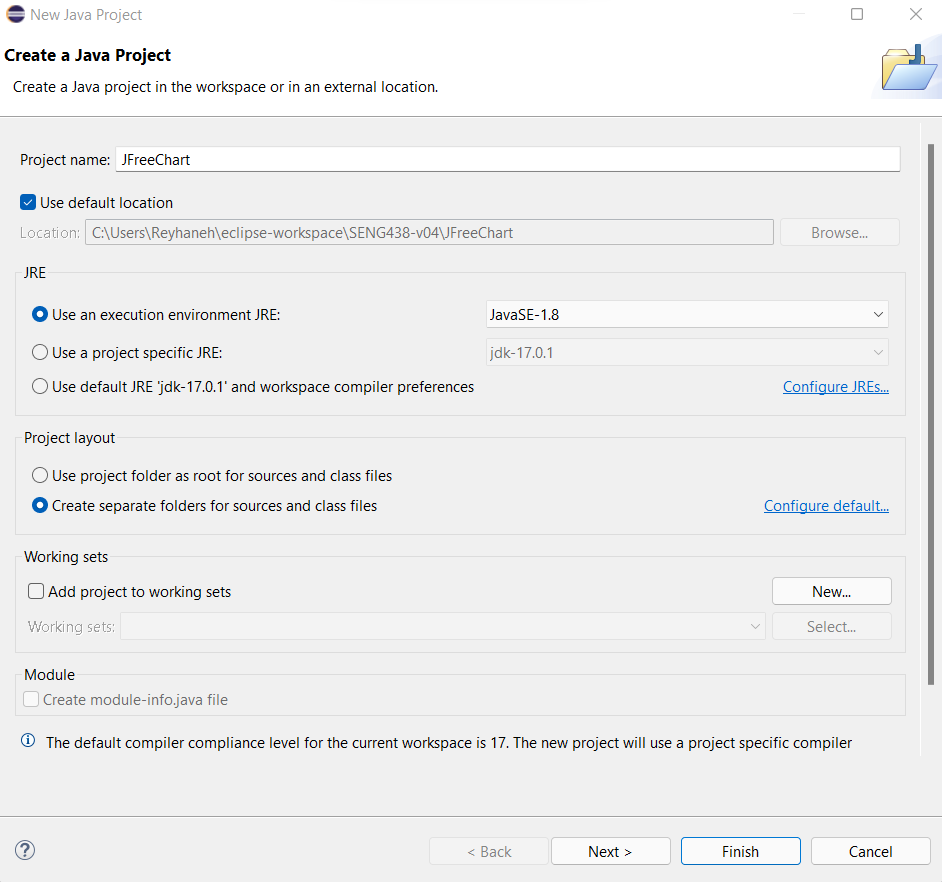 New Java Project
Create a Java Project
Create a Java project in the workspace or in an external location.
Project name: JFreeChart
Use default location
Location: C:\Users\Reyhaneh\eclipse-workspace\SENG438-v04\JFreeChart Browse...
JRE
Use an execution environment JRE: JavaSE-1.8
Use a project specific JRE: jdk-17.0.1
Use default JRE 'jdk-17.0.1' and workspace compiler preferences Configure JREs...
Project layout
Use project folder as root for sources and class files
Create separate folders for sources and class files Configure default...
Working sets
Add project to working sets New...
Working sets: Select...
Module
Create module-info.java file
The default compiler compliance level for the current workspace is 17. The new project will use a project specific compiler
? < Back Next > Finish Cancel